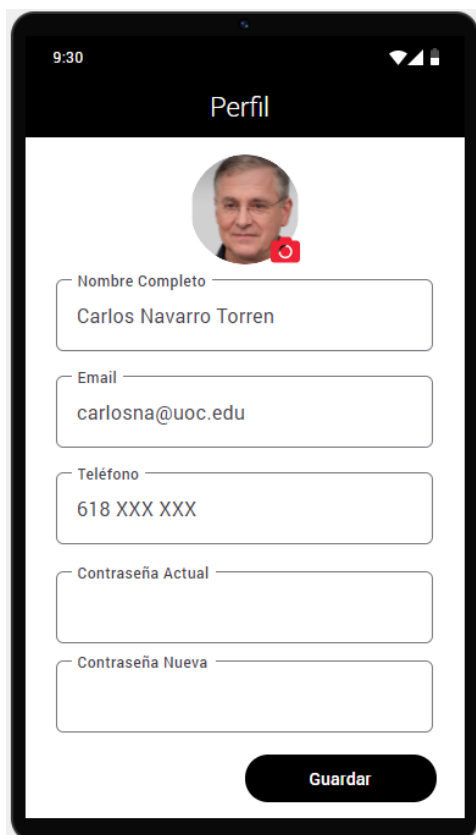 9:30
Perfil
Nombre Completo
Carlos Navarro Torren
Email
carlosna@uoc.edu
Teléfono
618 XXX XXX
Contraseña Actual
Contraseña Nueva
Guardar